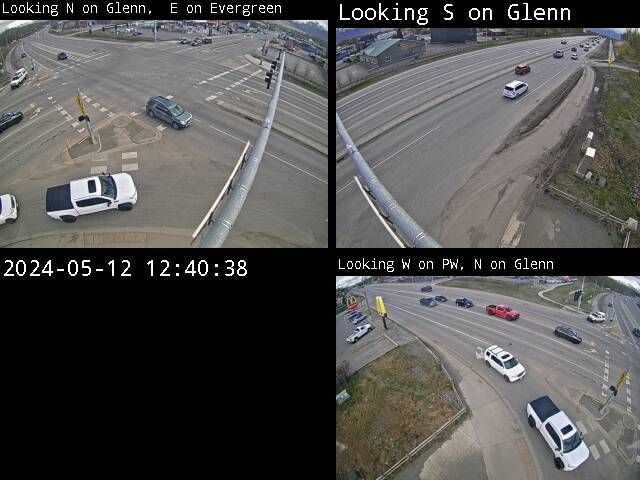 Looking N on Glenn, E on Evergreen
Looking S on Glenn
2024-05-12 12:40:38
Looking W on PW, N on Glenn